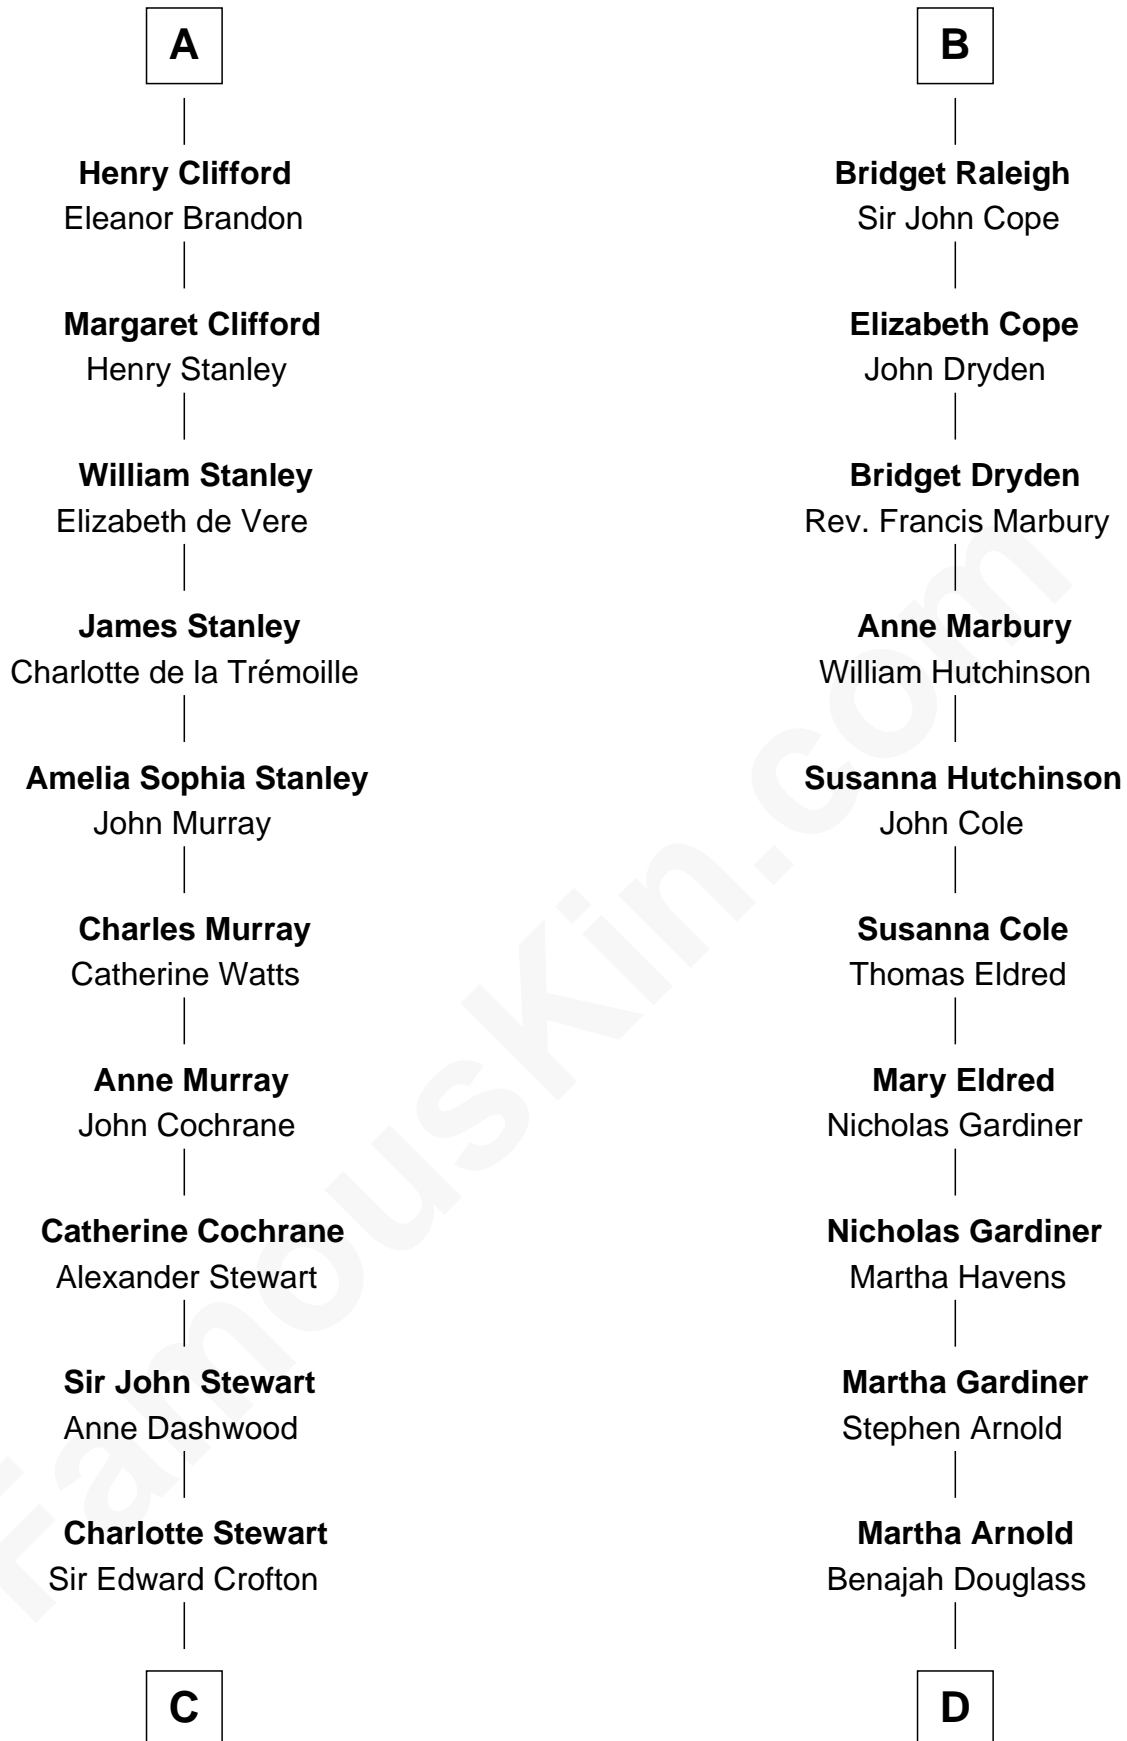 A
Henry Clifford
Eleanor Brandon
Margaret Clifford
Henry Stanley
William Stanley
Elizabeth de Vere
James Stanley
Charlotte de la Trémoille
Amelia Sophia Stanley
John Murray
Charles Murray
Catherine Watts
Anne Murray
John Cochrane
Catherine Cochrane
Alexander Stewart
Sir John Stewart
Anne Dashwood
Charlotte Stewart
Sir Edward Crofton
C
B
Bridget Raleigh
Sir John Cope
Elizabeth Cope
John Dryden
Bridget Dryden
Rev. Francis Marbury
Anne Marbury
William Hutchinson
Susanna Hutchinson
John Cole
Susanna Cole
Thomas Eldred
Mary Eldred
Nicholas Gardiner
Nicholas Gardiner
Martha Havens
Martha Gardiner
Stephen Arnold
Martha Arnold
Benajah Douglass
D
FamousKin.com